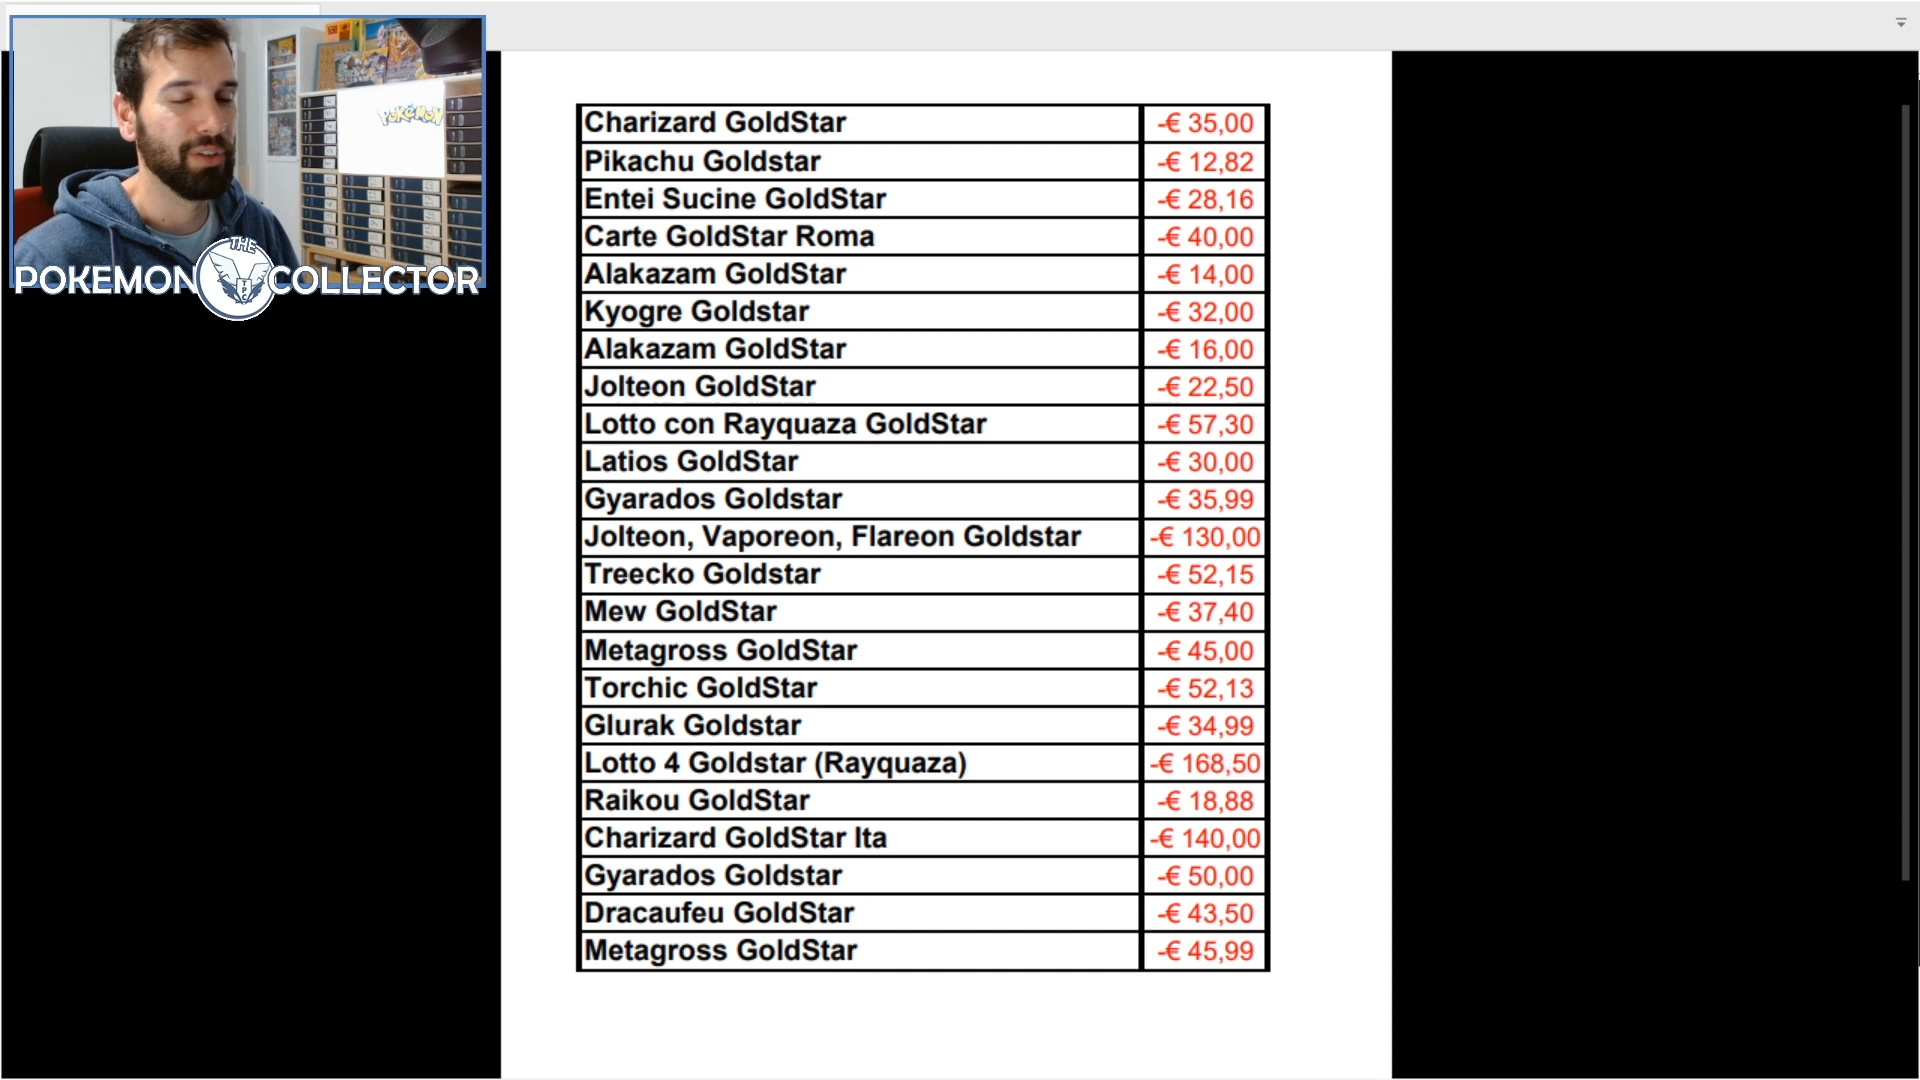 POKéMON
THE
POKEMON COLLECTOR
TPC
Charizard GoldStar -€ 35,00
Pikachu Goldstar -€ 12,82
Entei Sucine GoldStar -€ 28,16
Carte GoldStar Roma -€ 40,00
Alakazam GoldStar -€ 14,00
Kyogre Goldstar -€ 32,00
Alakazam GoldStar -€ 16,00
Jolteon GoldStar -€ 22,50
Lotto con Rayquaza GoldStar -€ 57,30
Latios GoldStar -€ 30,00
Gyarados Goldstar -€ 35,99
Jolteon, Vaporeon, Flareon Goldstar -€ 130,00
Treecko Goldstar -€ 52,15
Mew GoldStar -€ 37,40
Metagross GoldStar -€ 45,00
Torchic GoldStar -€ 52,13
Glurak Goldstar -€ 34,99
Lotto 4 Goldstar (Rayquaza) -€ 168,50
Raikou GoldStar -€ 18,88
Charizard GoldStar Ita -€ 140,00
Gyarados Goldstar -€ 50,00
Dracaufeu GoldStar -€ 43,50
Metagross GoldStar -€ 45,99